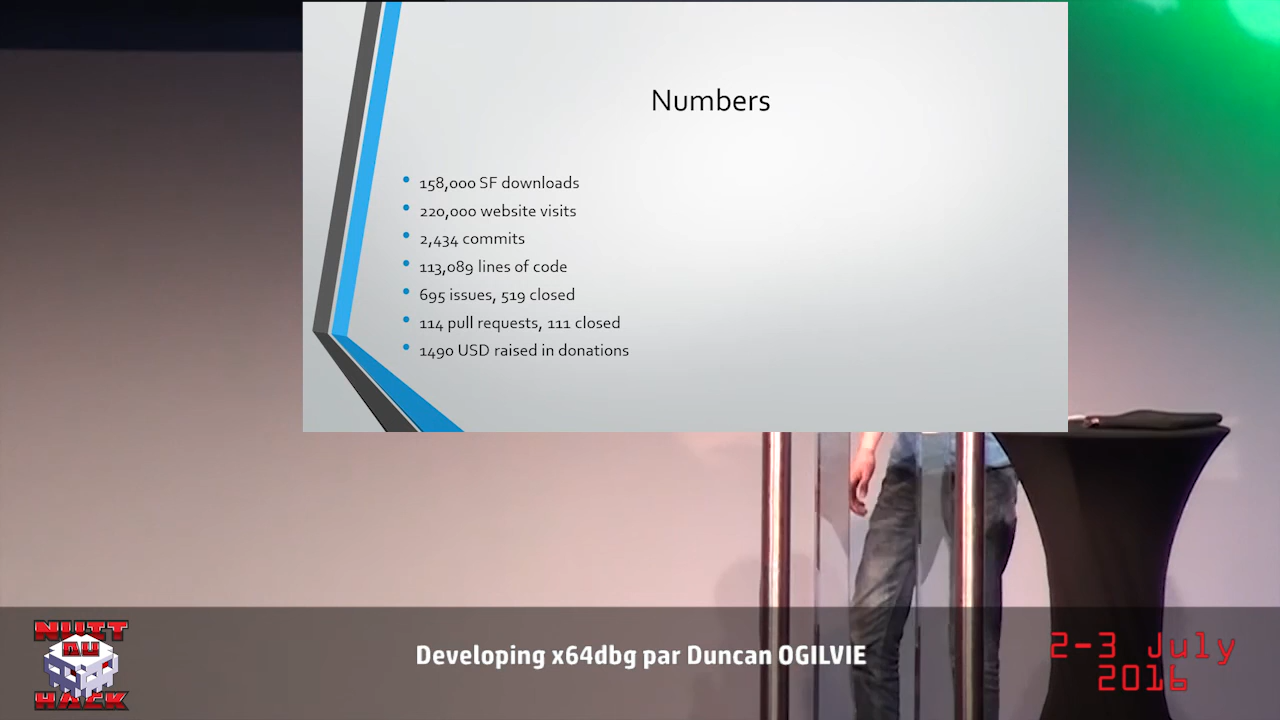 Numbers
158,000 SF downloads
220,000 website visits
2,434 commits
113,089 lines of code
695 issues, 519 closed
114 pull requests, 111 closed
1490 USD raised in donations
NUIT
DU
HACK
Developing x64dbg par Duncan OGILVIE
2-3 July
2016